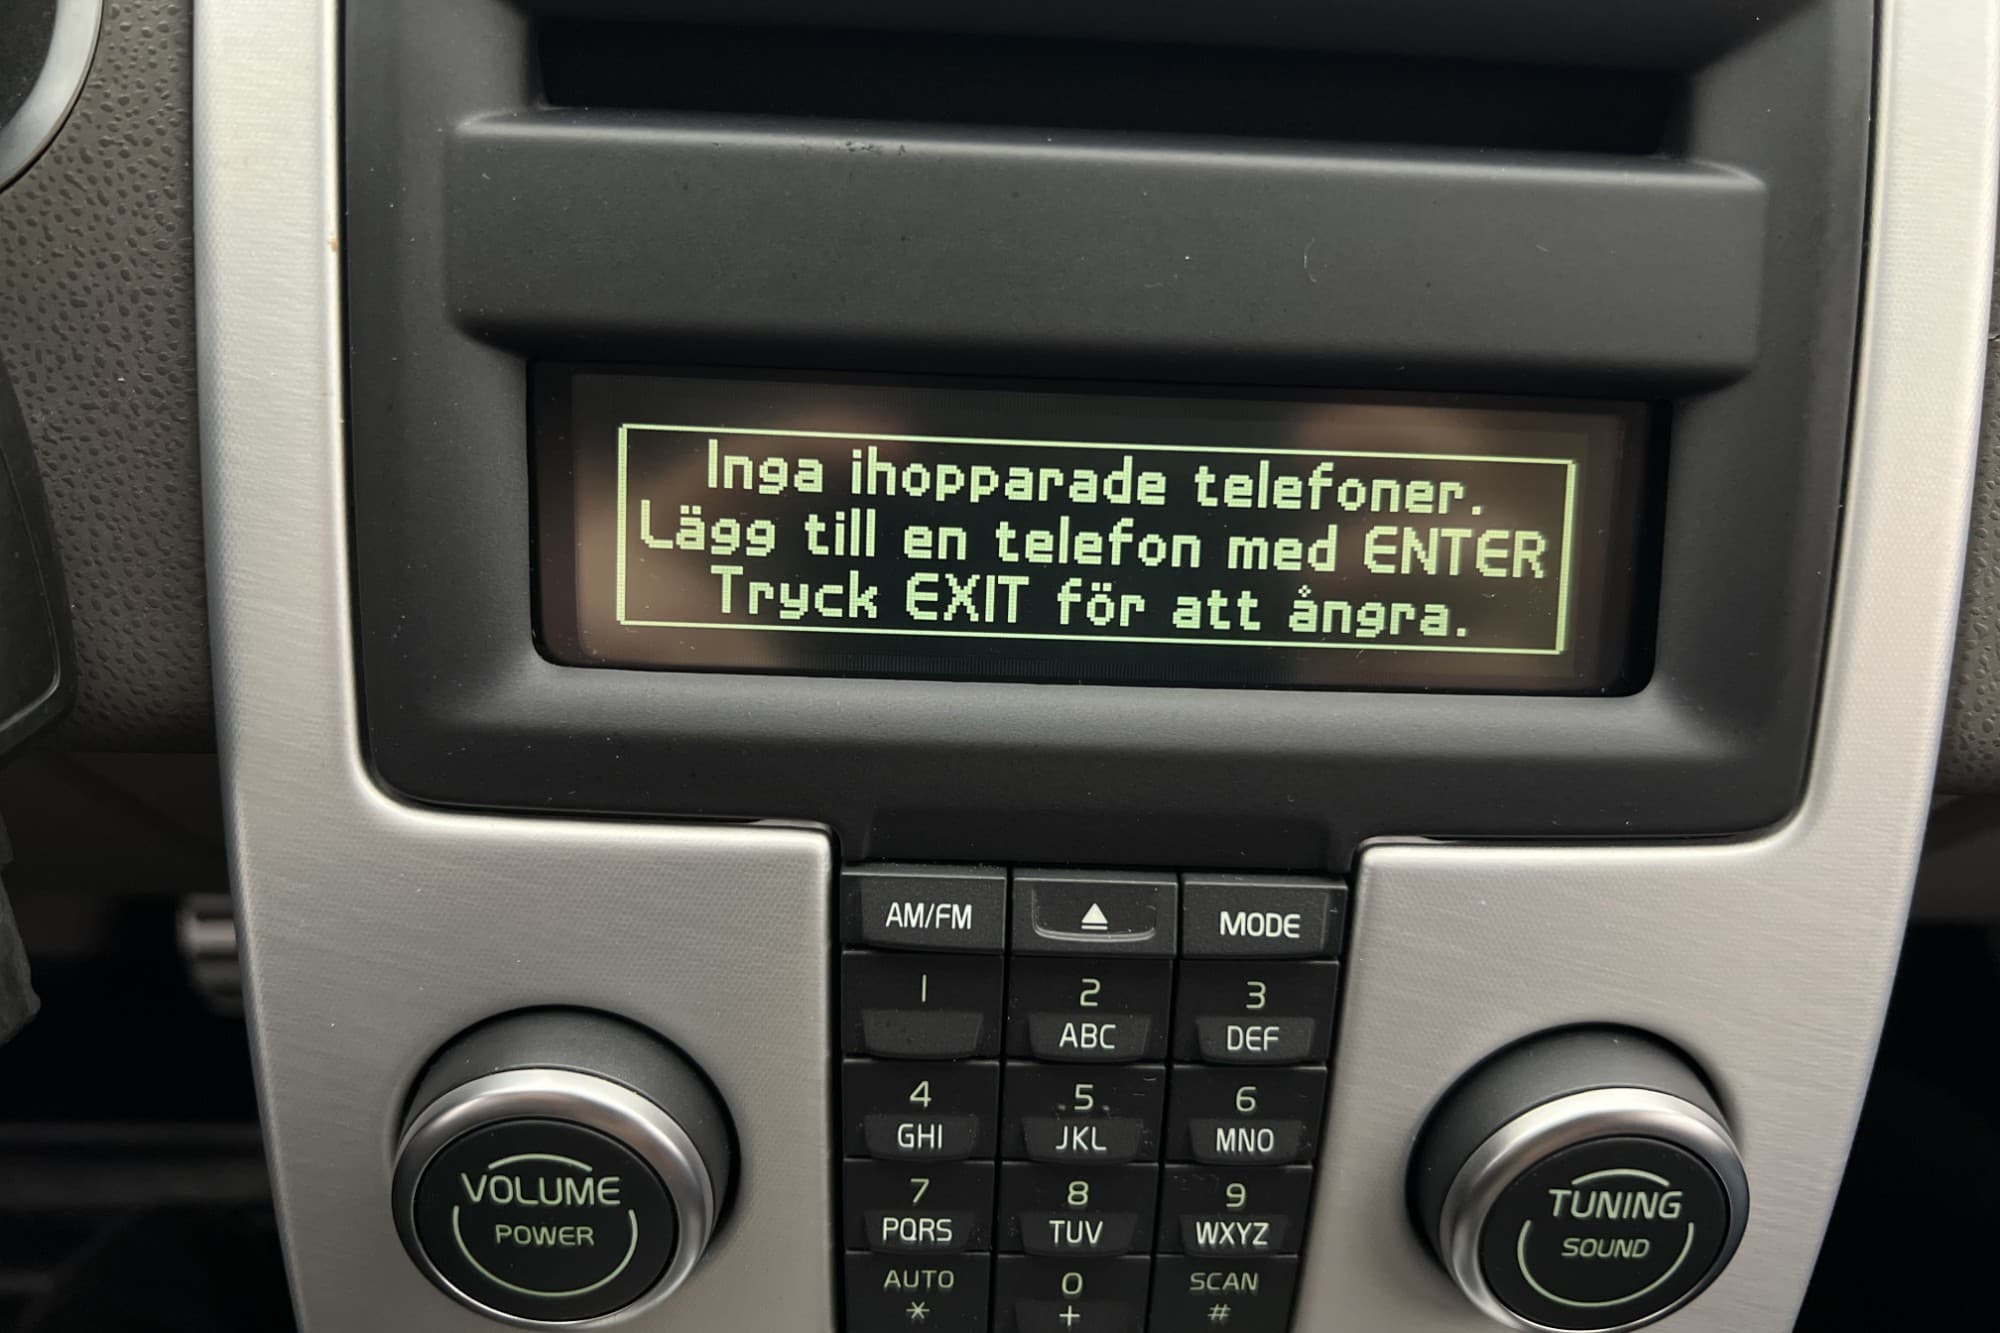 Inga ihopparade telefoner.
Lägg till en telefon med ENTER
Tryck EXIT för att ångra.
AM/FM
MODE
1
2
3
ABC
DEF
4
5
6
GHI
JKL
MNO
7
8
9
PQRS
TUV
WXYZ
AUTO
0
SCAN
*
+
#
VOLUME
POWER
TUNING
SOUND